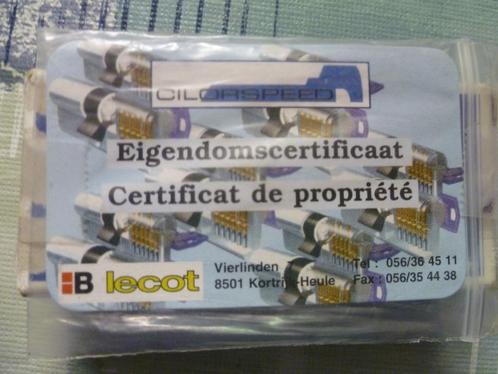 CILORSPEED
Eigendomscertificaat
Certificat de propriété
B lecot
Vierlinden
8501 Kortrijk-Heule
Tel : 056/36 45 11
Fax : 056/35 44 38